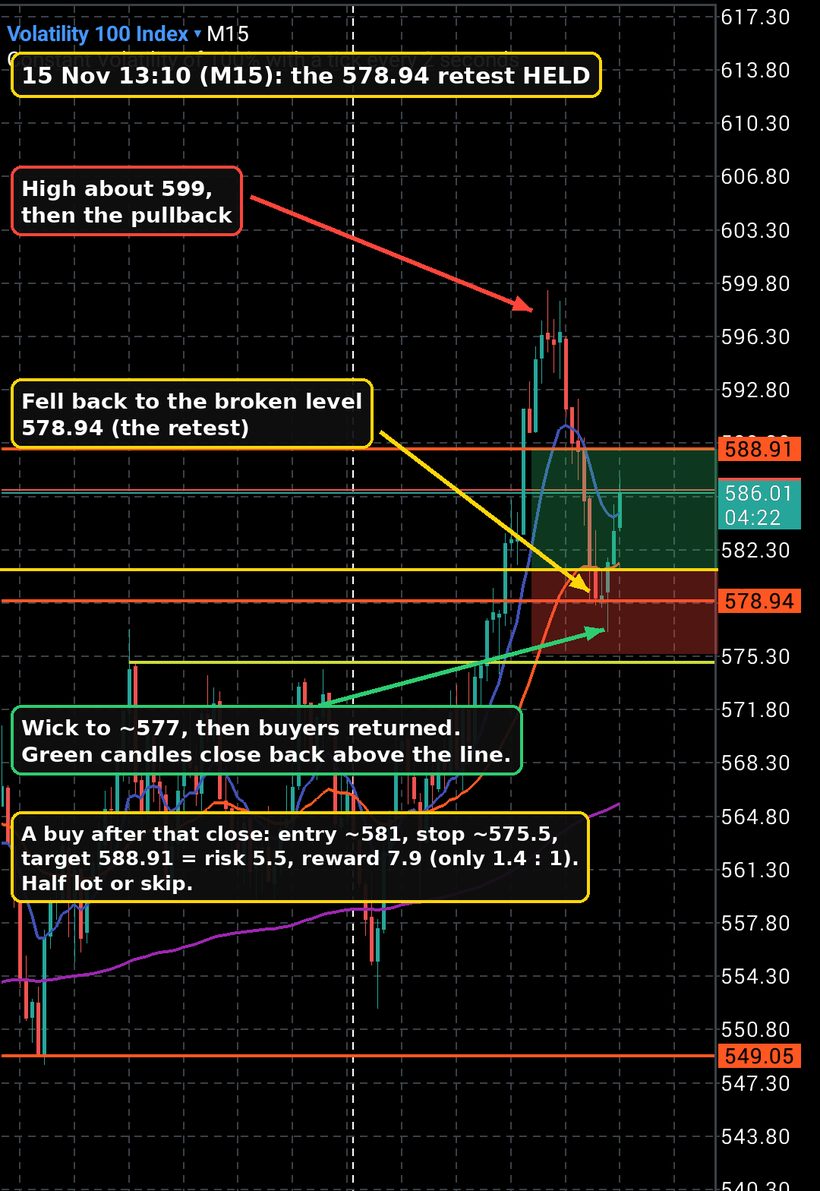 Volatility 100 Index ▾ M15
15 Nov 13:10 (M15): the 578.94 retest HELD
High about 599,
then the pullback
Fell back to the broken level
578.94 (the retest)
Wick to ~577, then buyers returned.
Green candles close back above the line.
A buy after that close: entry ~581, stop ~575.5,
target 588.91 = risk 5.5, reward 7.9 (only 1.4 : 1).
Half lot or skip.
617.30
613.80
610.30
606.80
603.30
599.80
596.30
592.80
588.91
586.01
04:22
582.30
578.94
575.30
571.80
568.30
564.80
561.30
557.80
554.30
550.80
549.05
547.30
543.80
540.30